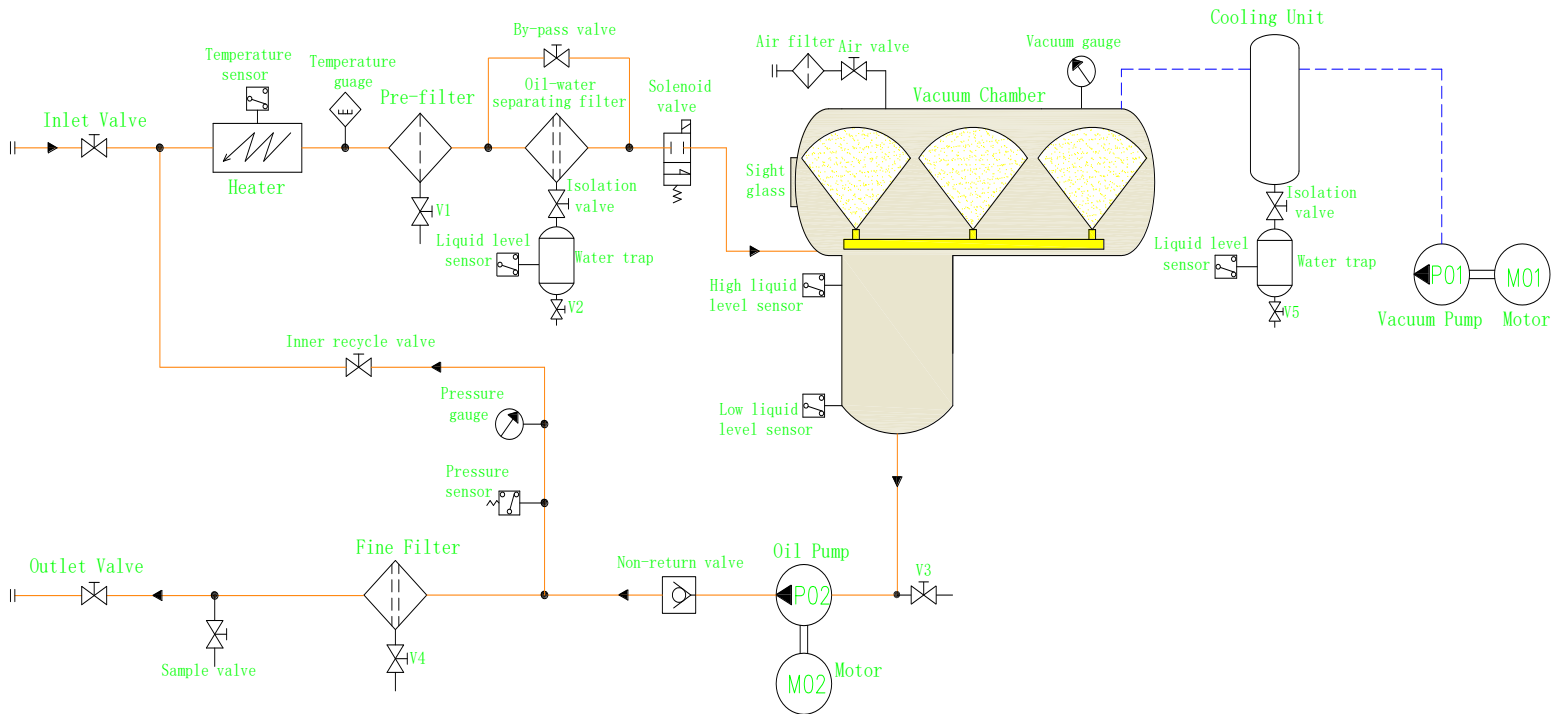 Cooling Unit
By-pass valve
Air filter
Air valve
Vacuum gauge
Temperature
sensor
Temperature
guage
Pre-filter
Oil-water
separating filter
Solenoid
valve
Vacuum Chamber
Inlet Valve
Heater
Sight
glass
Isolation
valve
Isolation
valve
V1
Liquid level
sensor
Water trap
Liquid level
sensor
Water trap
P01
M01
High liquid
level sensor
V2
V5
Vacuum Pump
Motor
Inner recycle valve
Pressure
gauge
Low liquid
level sensor
Pressure
sensor
Fine Filter
Oil Pump
Outlet Valve
Non-return valve
V3
P02
Sample valve
V4
Motor
M02